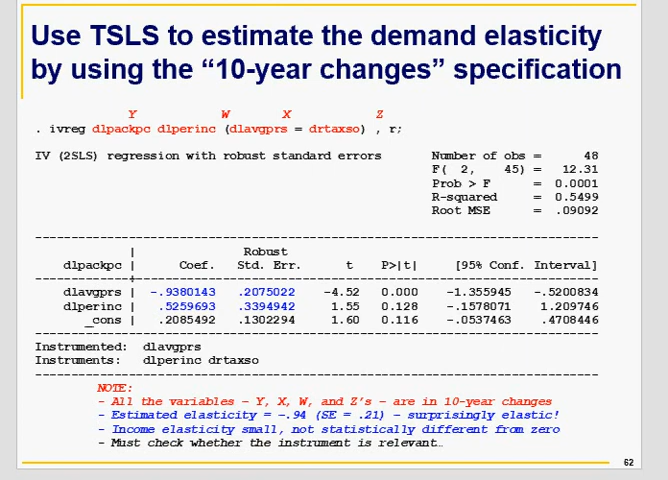 Use TSLS to estimate the demand elasticity
by using the “10-year changes” specification
Y W X Z
. ivreg dlpackpc dlperinc (dlavgprs = drtaxso) , r;
IV (2SLS) regression with robust standard errors Number of obs = 48
F( 2, 45) = 12.31
Prob > F = 0.0001
R-squared = 0.5499
Root MSE = .09092
------------------------------------------------------------------------------
| Robust
dlpackpc | Coef. Std. Err. t P>|t| [95% Conf. Interval]
-------------+----------------------------------------------------------------
dlavgprs | -.9380143 .2075022 -4.52 0.000 -1.355945 -.5200834
dlperinc | .5259693 .3394942 1.55 0.128 -.1578071 1.209746
_cons | .2085492 .1302294 1.60 0.116 -.0537463 .4708446
------------------------------------------------------------------------------
Instrumented: dlavgprs
Instruments: dlperinc drtaxso
------------------------------------------------------------------------------
NOTE:
- All the variables – Y, X, W, and Z’s – are in 10-year changes
- Estimated elasticity = –.94 (SE = .21) – surprisingly elastic!
- Income elasticity small, not statistically different from zero
- Must check whether the instrument is relevant…
62